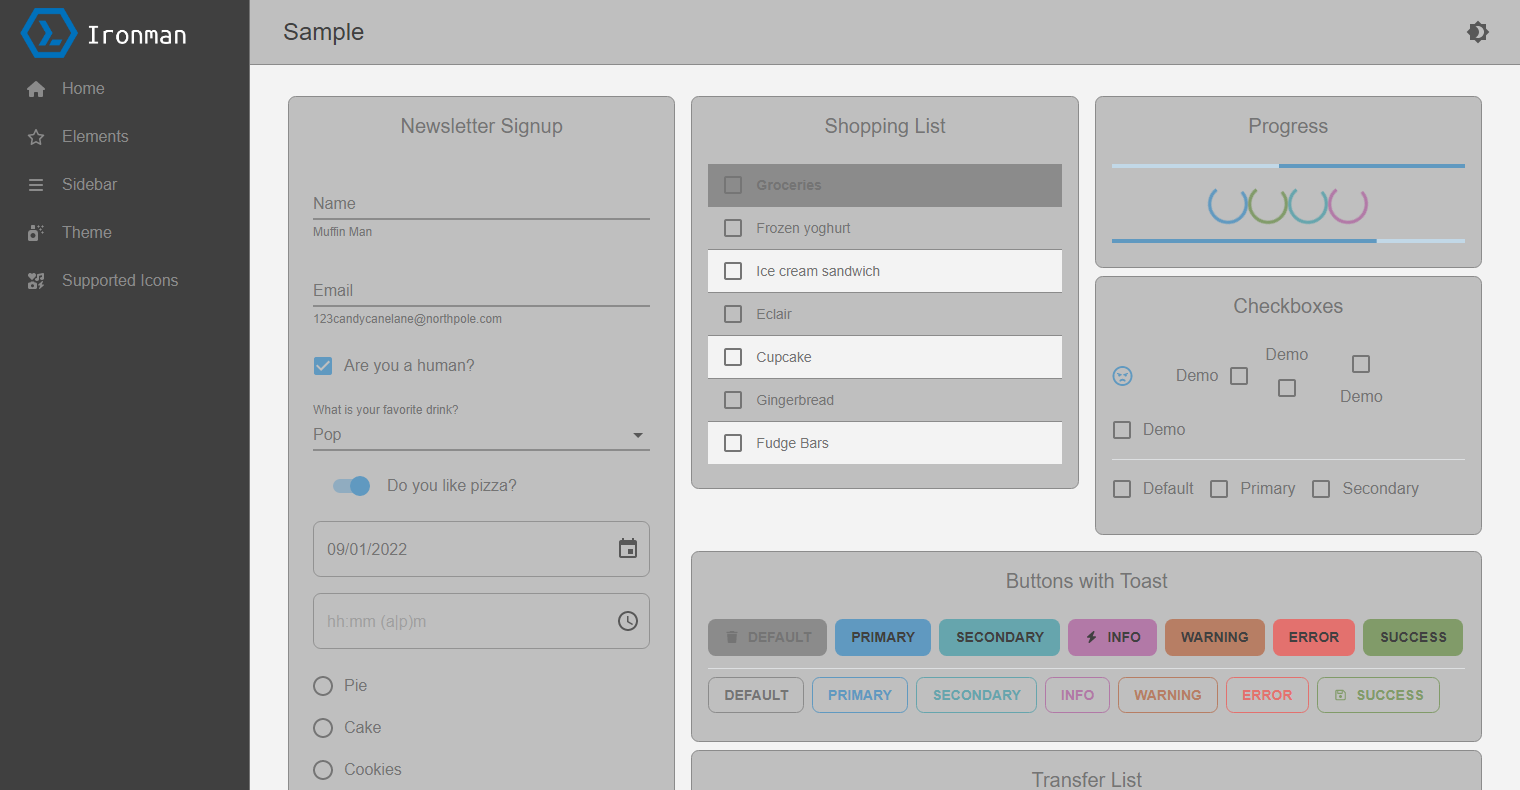 Ironman
Home
Elements
Sidebar
Theme
Supported Icons
Sample
Newsletter Signup
Name
Muffin Man
Email
123candycanelane@northpole.com
Are you a human?
What is your favorite drink?
Pop
Do you like pizza?
09/01/2022
hh:mm (a|p)m
Pie
Cake
Cookies
Shopping List
Groceries
Frozen yoghurt
Ice cream sandwich
Eclair
Cupcake
Gingerbread
Fudge Bars
Progress
Checkboxes
Demo
Demo
Demo
Demo
Default Primary Secondary
Buttons with Toast
DEFAULT PRIMARY SECONDARY INFO WARNING ERROR SUCCESS
DEFAULT PRIMARY SECONDARY INFO WARNING ERROR SUCCESS
Transfer List